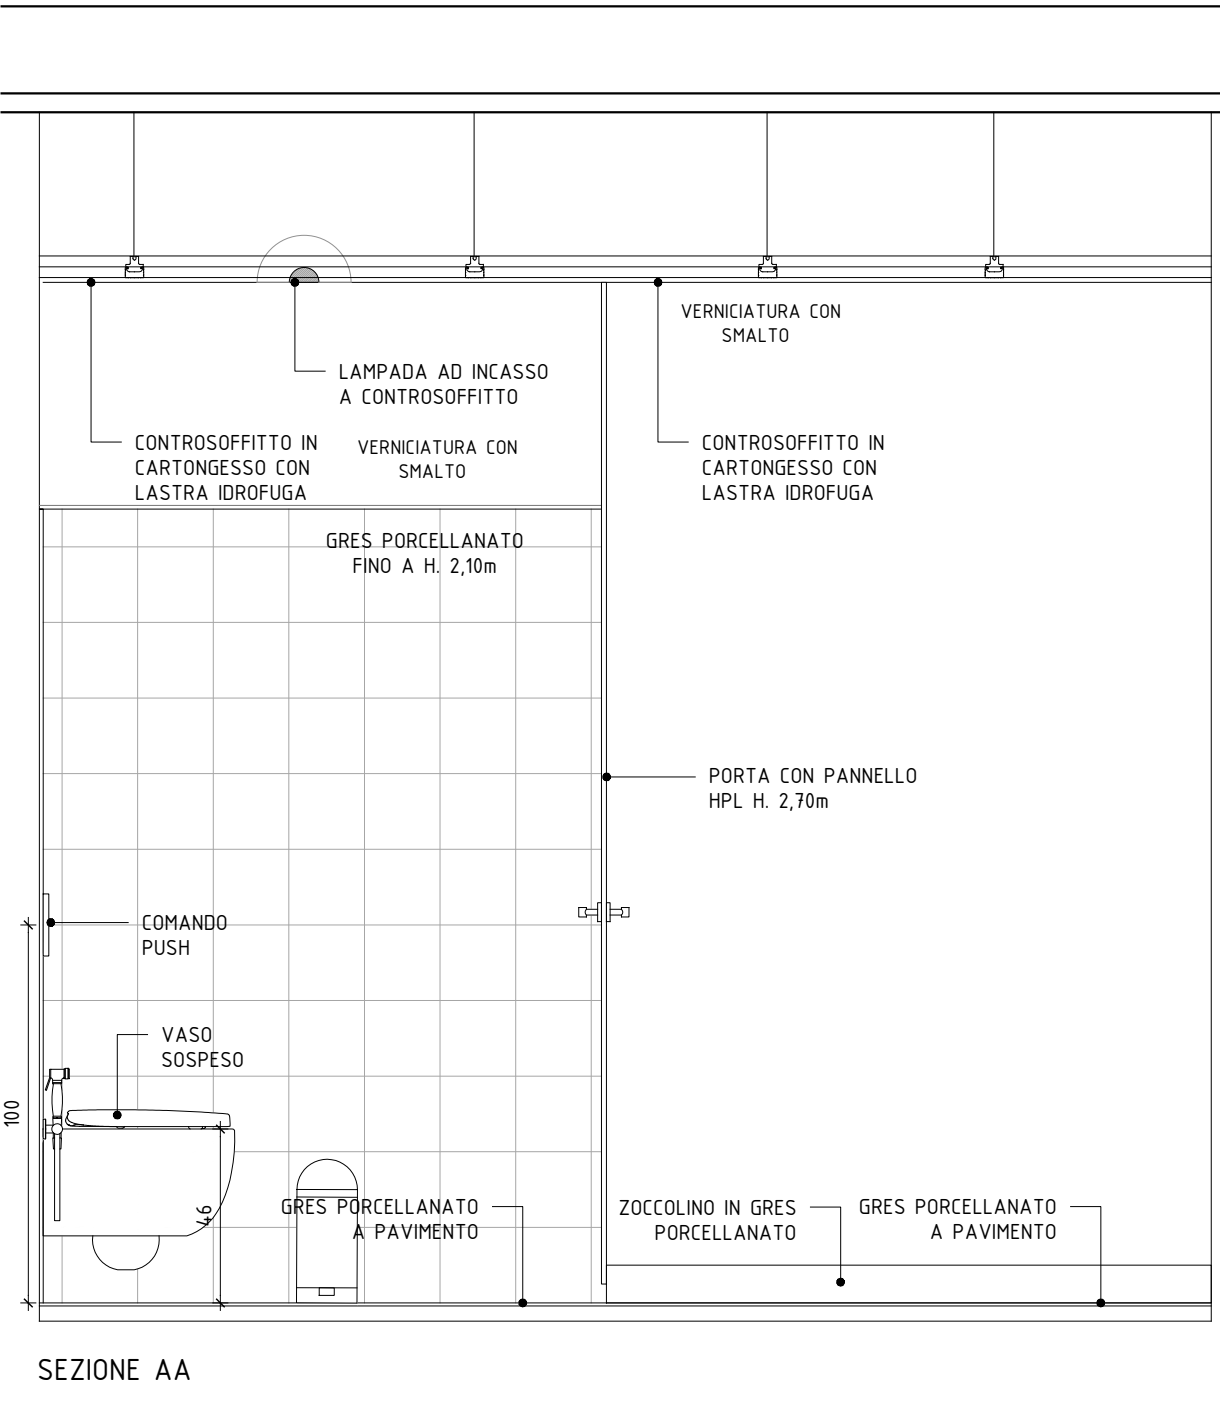 VERNICIATURA CON
SMALTO
LAMPADA AD INCASSO
A CONTROSOFFITTO
CONTROSOFFITTO IN
CARTONGESSO CON
LASTRA IDROFUGA
VERNICIATURA CON
SMALTO
CONTROSOFFITTO IN
CARTONGESSO CON
LASTRA IDROFUGA
GRES PORCELLANATO
FINO A H. 2,10m
PORTA CON PANNELLO
HPL H. 2,70m
COMANDO
PUSH
VASO
SOSPESO
100
46
GRES PORCELLANATO
A PAVIMENTO
ZOCCOLINO IN GRES
PORCELLANATO
GRES PORCELLANATO
A PAVIMENTO
SEZIONE AA